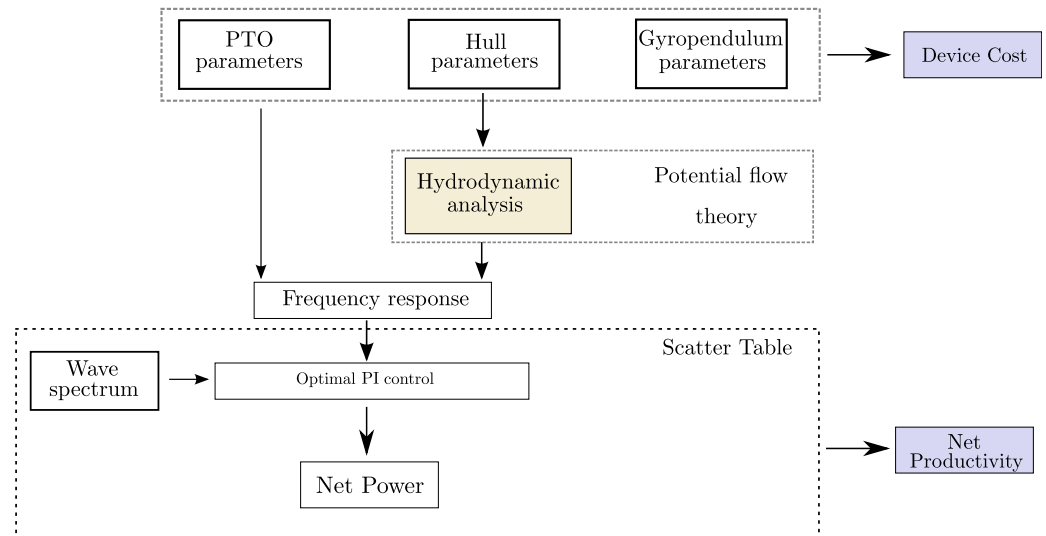 PTO
parameters
Hull
parameters
Gyropendulum
parameters
Device Cost
Hydrodynamic
analysis
Potential flow
theory
Frequency response
Scatter Table
Wave
spectrum
Optimal PI control
Net
Productivity
Net Power